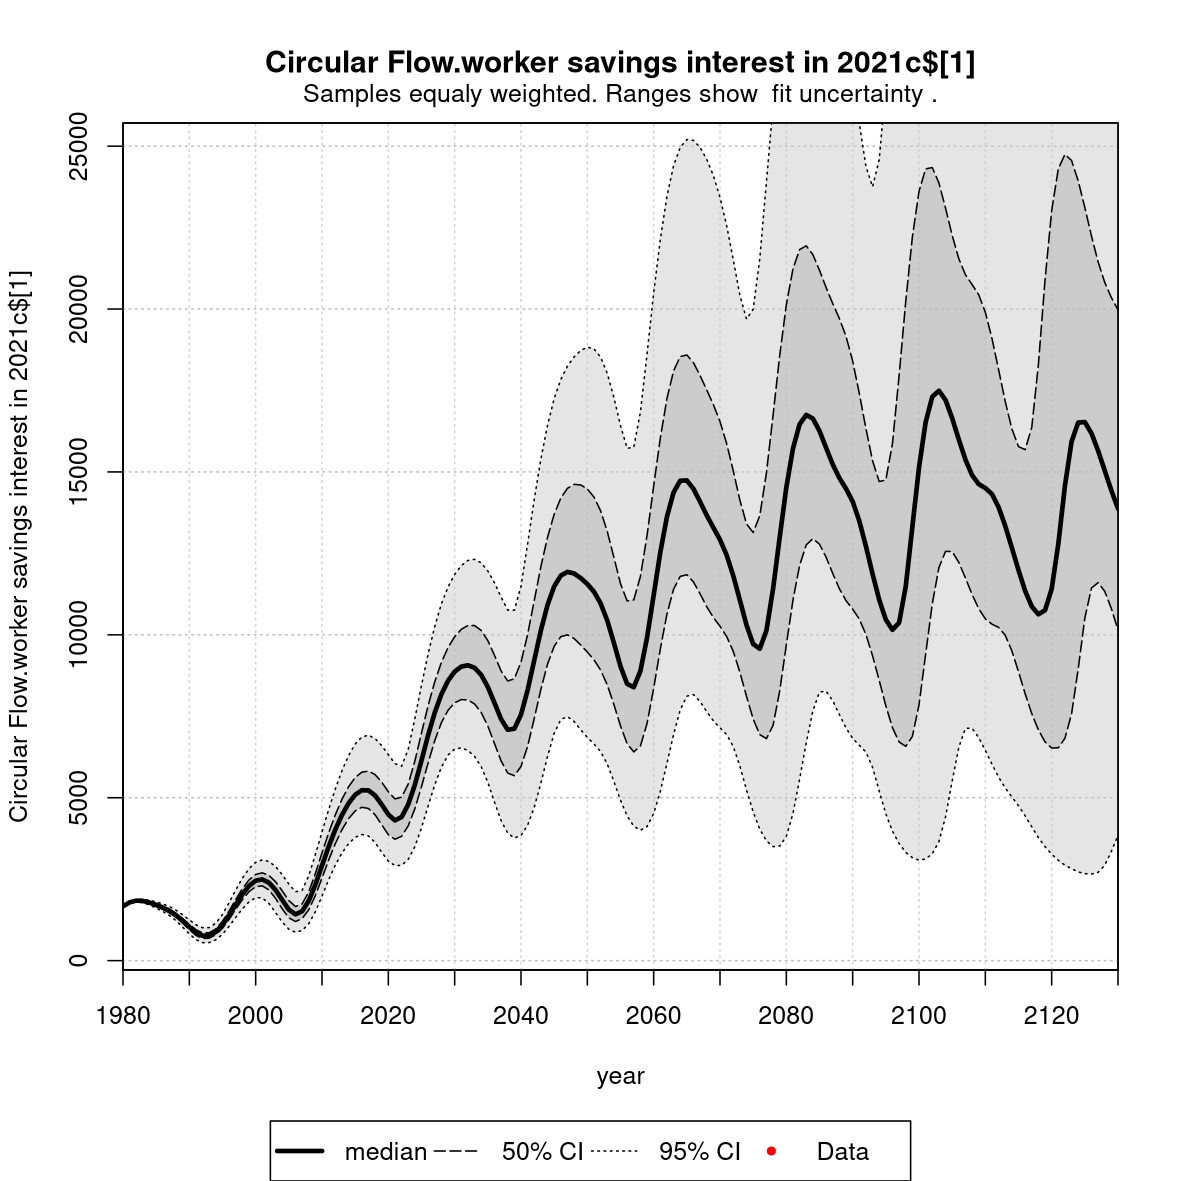 Circular Flow.worker savings interest in 2021c$[1]
Samples equaly weighted. Ranges show  fit uncertainty .
Circular Flow.worker savings interest in 2021c$[1]
25000
20000
15000
10000
5000
0
1980 2000 2020 2040 2060 2080 2100 2120
year
median 50% CI 95% CI Data